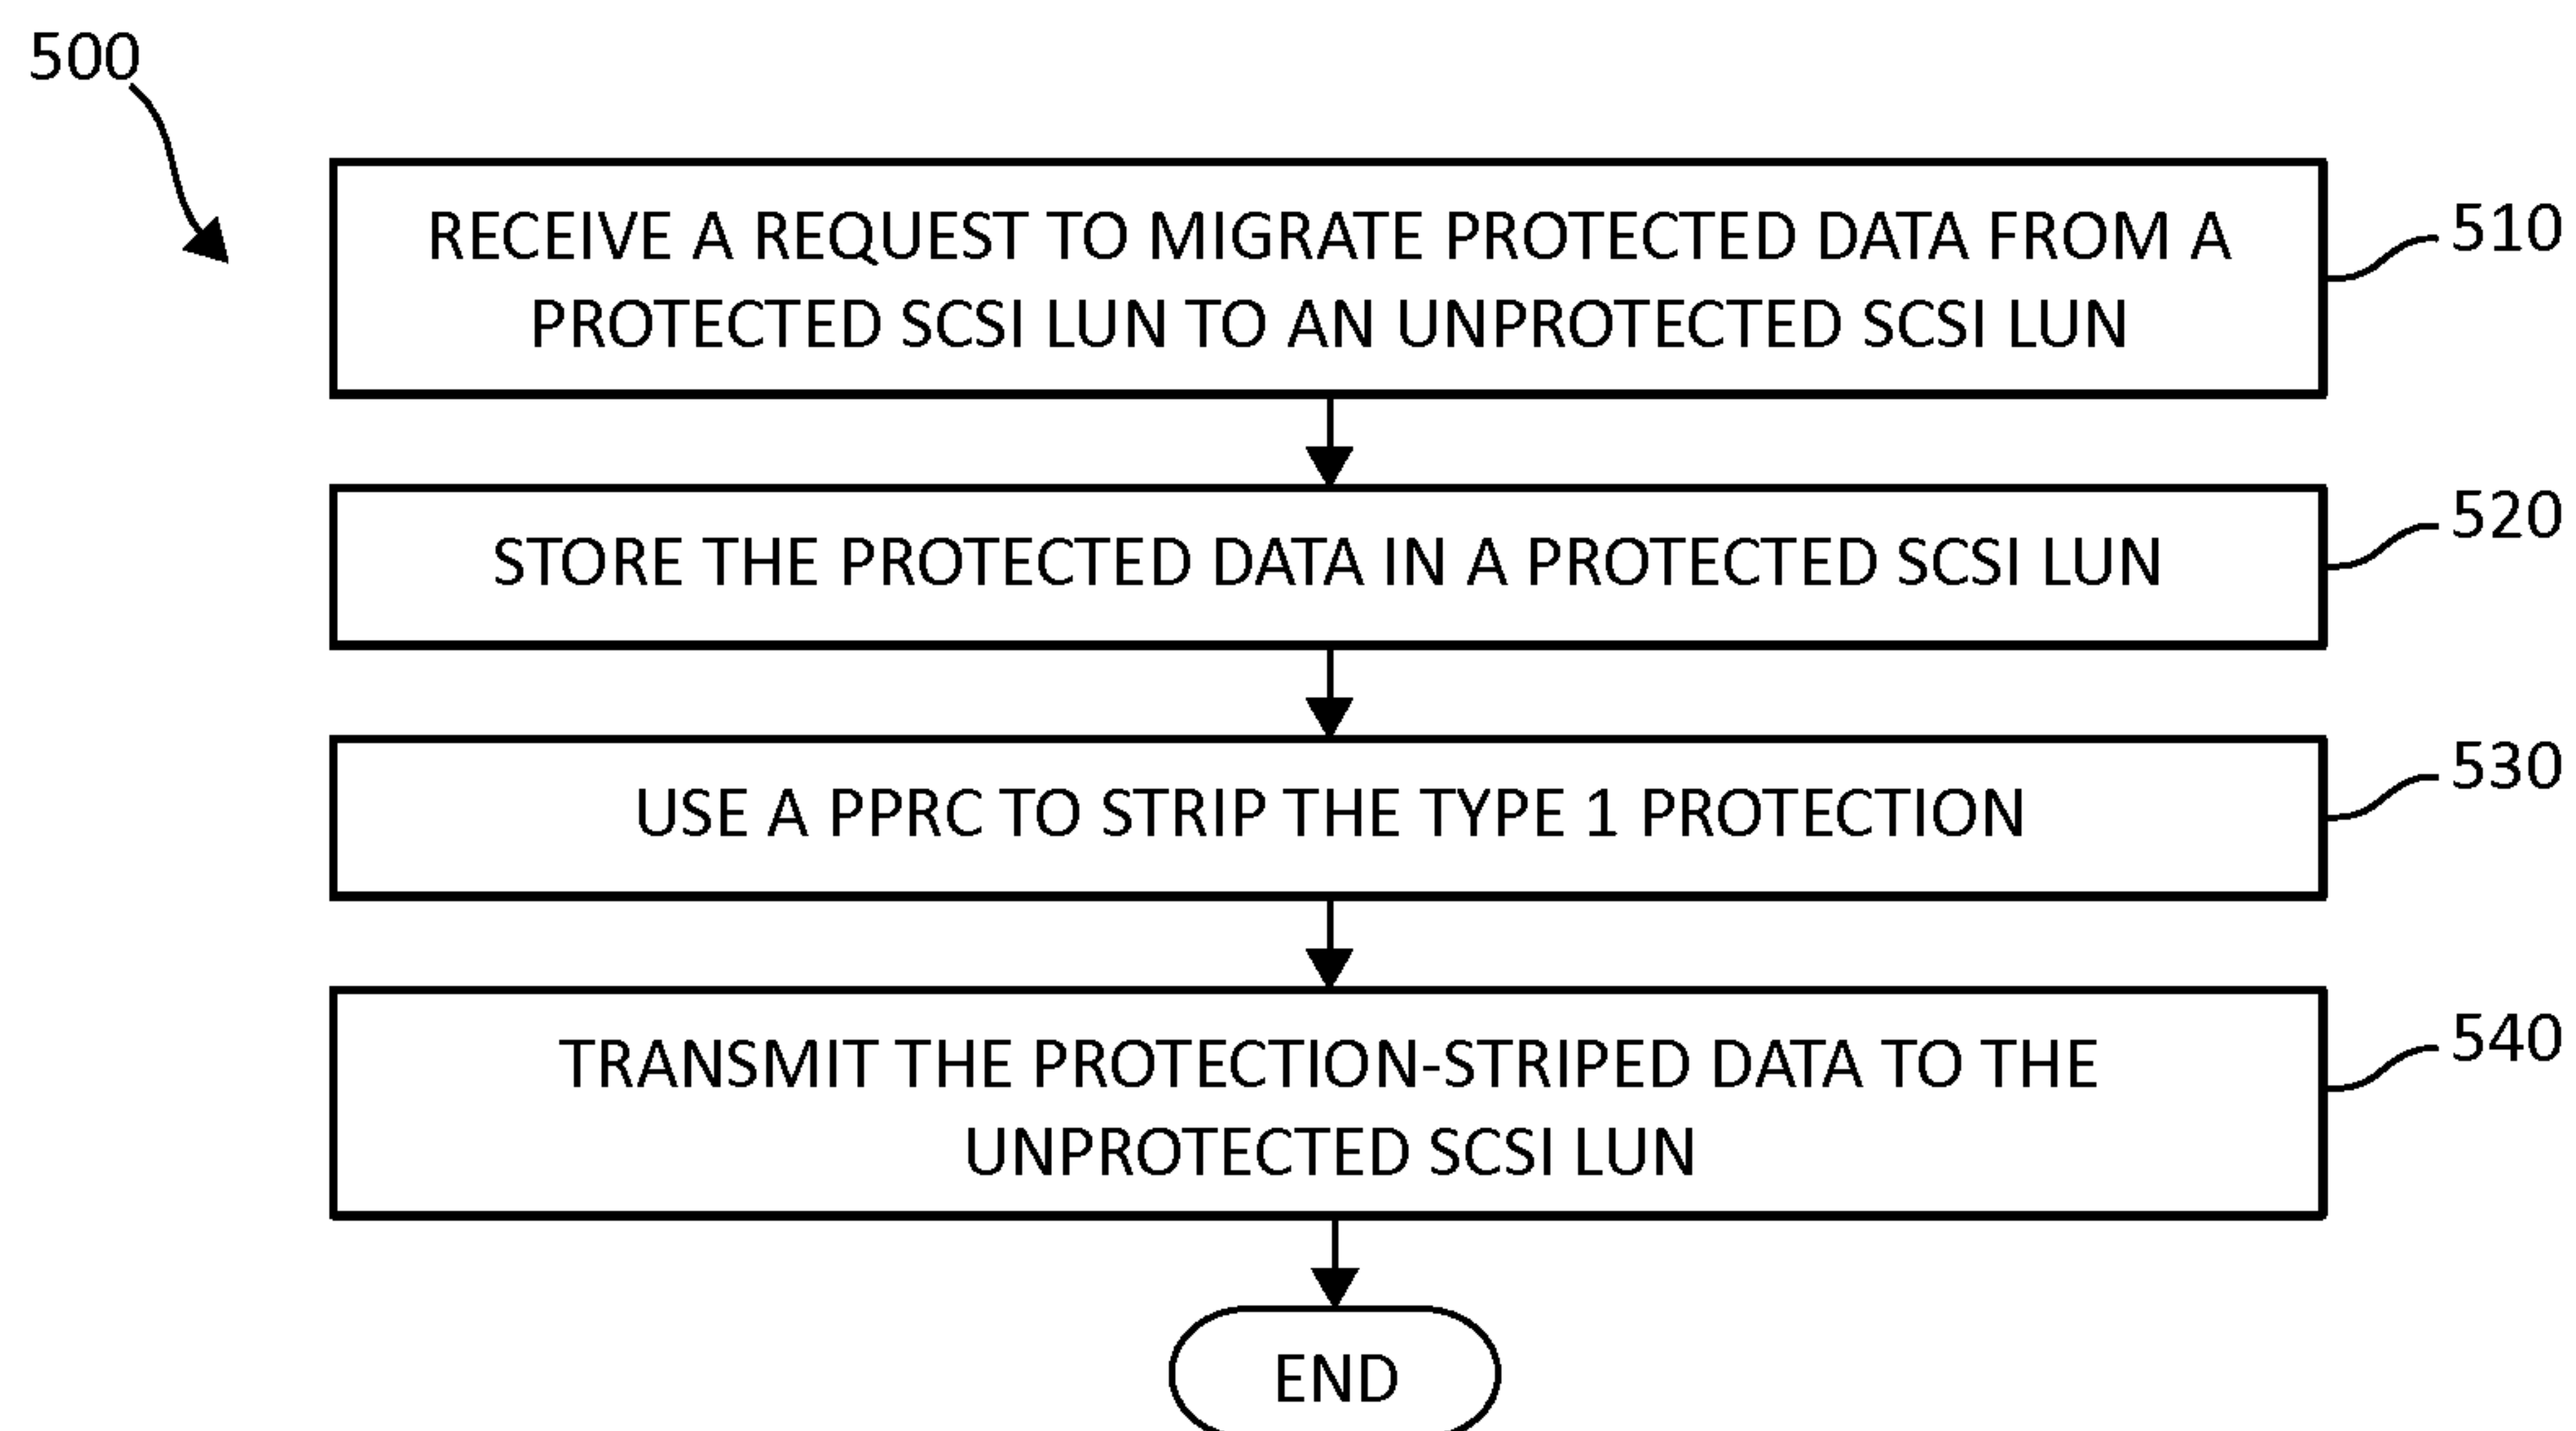 500
RECEIVE A REQUEST TO MIGRATE PROTECTED DATA FROM A
PROTECTED SCSI LUN TO AN UNPROTECTED SCSI LUN
510
STORE THE PROTECTED DATA IN A PROTECTED SCSI LUN
520
USE A PPRC TO STRIP THE TYPE 1 PROTECTION
530
TRANSMIT THE PROTECTION-STRIPED DATA TO THE
UNPROTECTED SCSI LUN
540
END